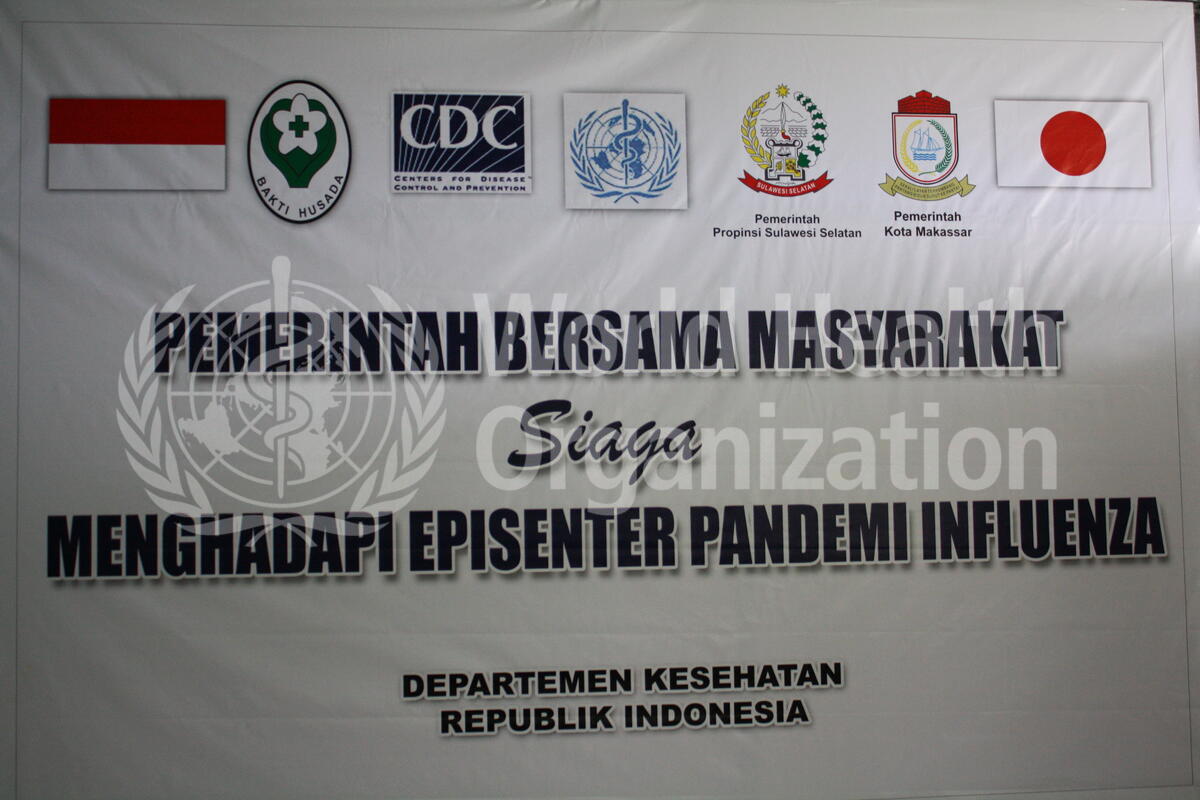 BAKTI HUSADA
CDC
CENTERS FOR DISEASE
CONTROL AND PREVENTION
SULAWESI SELATAN
Pemerintah
Propinsi Sulawesi Selatan
Pemerintah
Kota Makassar
PEMERINTAH BERSAMA MASYARAKAT
Siaga
MENGHADAPI EPISENTER PANDEMI INFLUENZA
DEPARTEMEN KESEHATAN
REPUBLIK INDONESIA
World Health
Organization